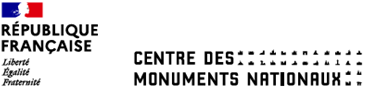 RÉPUBLIQUE
FRANÇAISE
Liberté
Égalité
Fraternité
CENTRE DES
MONUMENTS NATIONAUX